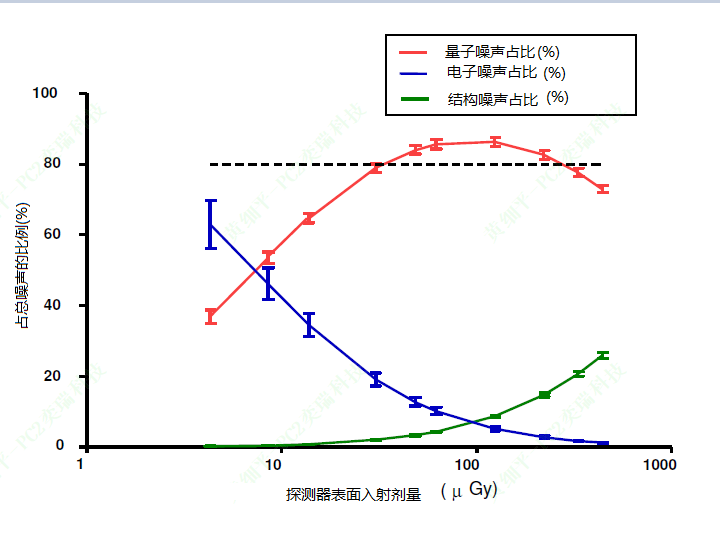 量子噪声占比(%)
电子噪声占比 (%)
结构噪声占比 (%)
100
80
60
40
20
0
占总噪声的比例(%)
1 10 100 1000
探测器表面入射剂量 ( μ Gy)